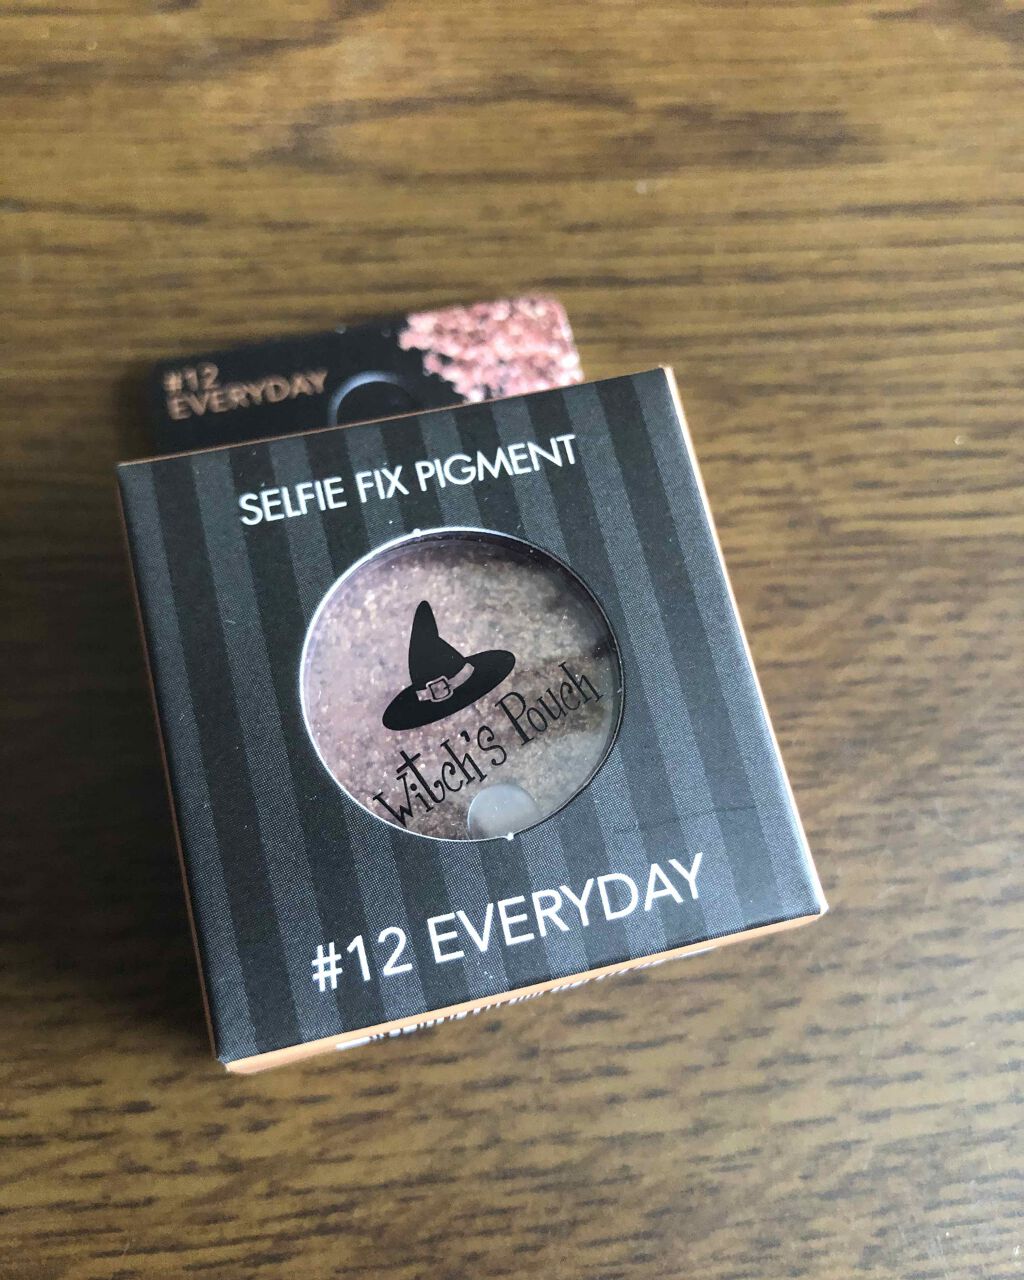 #12
EVERYDAY
SELFIE FIX PIGMENT
Witch's Pouch
#12 EVERYDAY